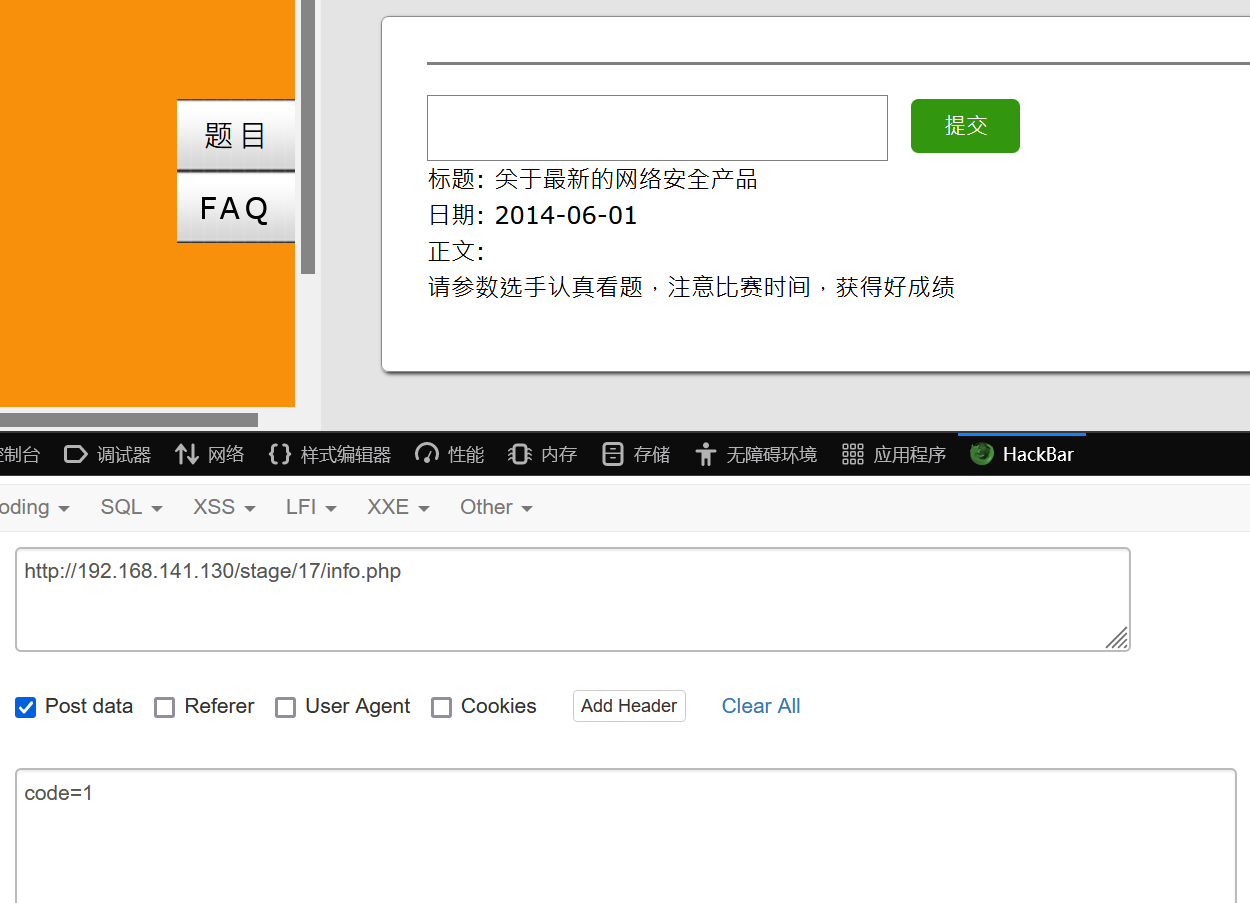 题目
FAQ
提交
标题: 关于最新的网络安全产品
日期: 2014-06-01
正文:
请参数选手认真看题，注意比赛时间，获得好成绩
控制台 调试器 网络 样式编辑器 性能 内存 存储 无障碍环境 应用程序 HackBar
oding SQL XSS LFI XXE Other
http://192.168.141.130/stage/17/info.php
Post data Referer User Agent Cookies Add Header Clear All
code=1